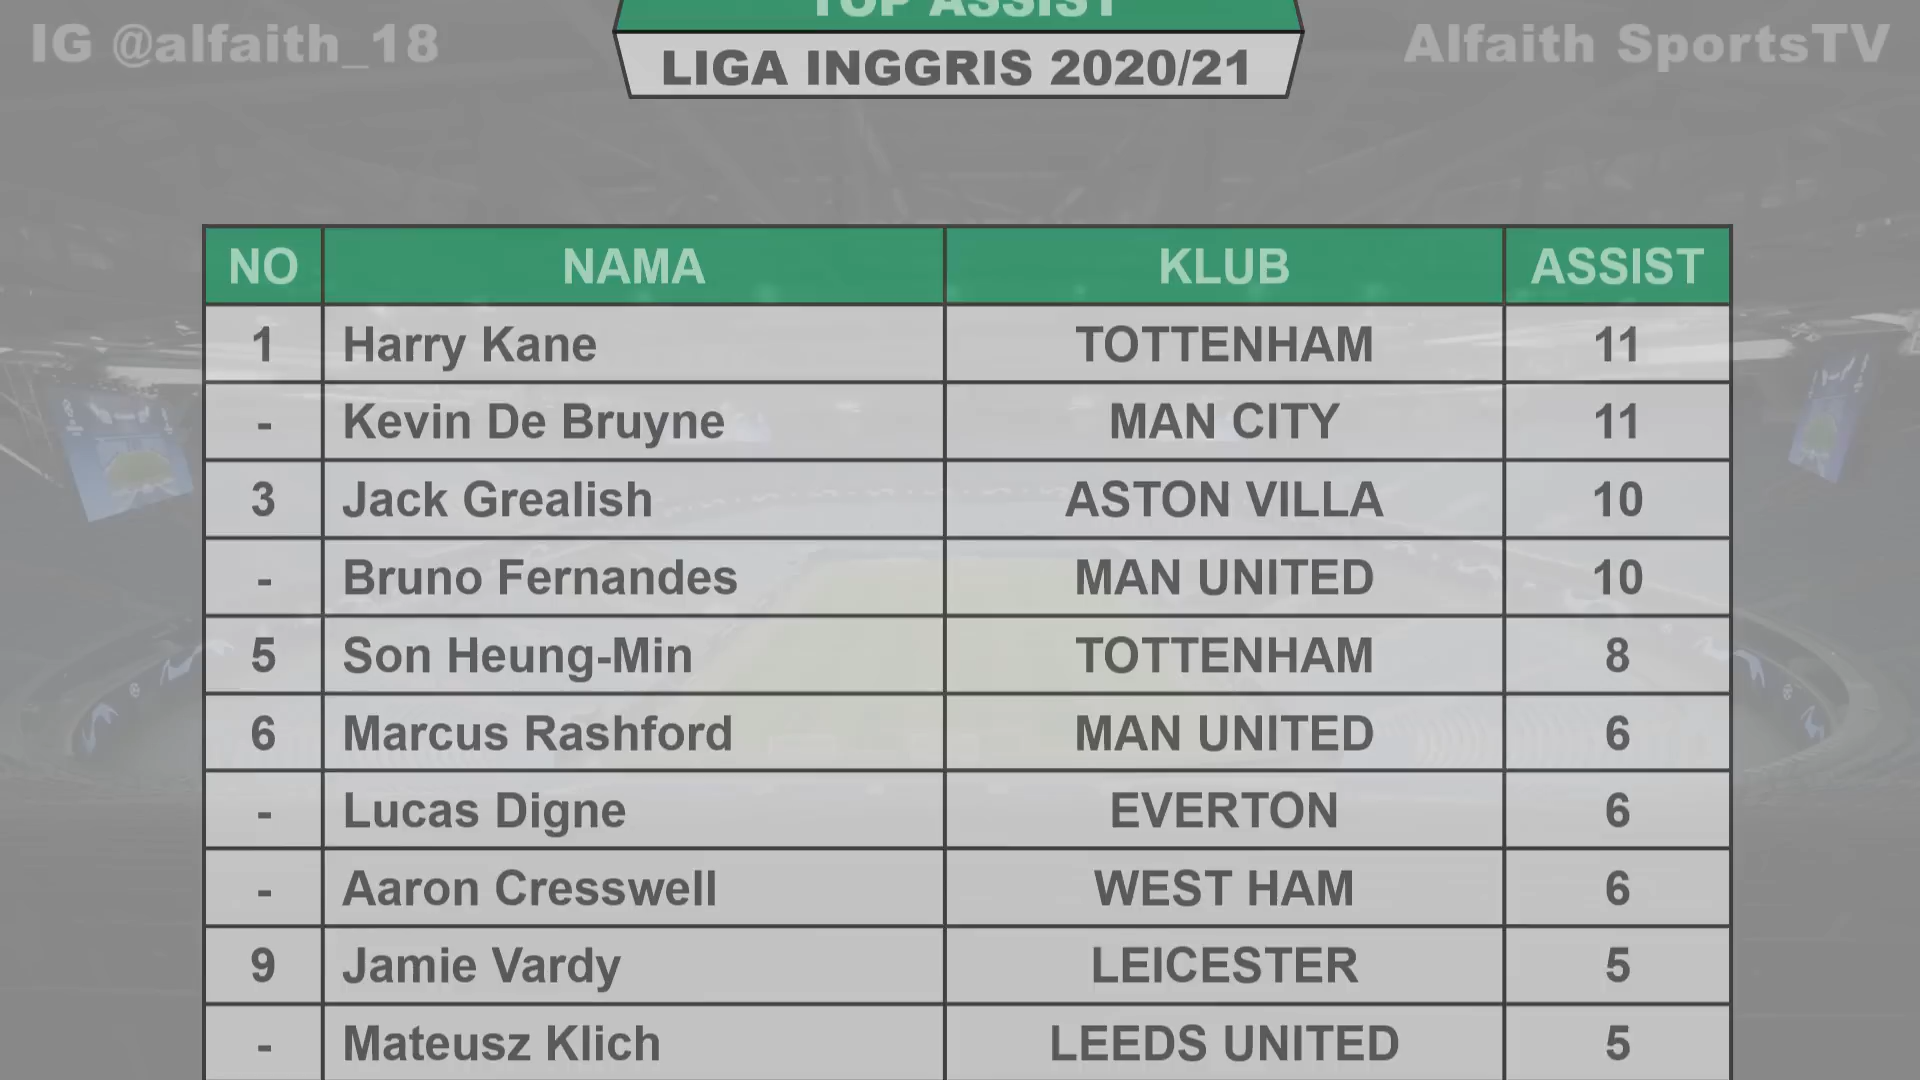 IG @alfaith_18
TOP ASSIST
Alfaith SportsTV
LIGA INGGRIS 2020/21
NO NAMA KLUB ASSIST
1 Harry Kane TOTTENHAM 11
- Kevin De Bruyne MAN CITY 11
3 Jack Grealish ASTON VILLA 10
- Bruno Fernandes MAN UNITED 10
5 Son Heung-Min TOTTENHAM 8
6 Marcus Rashford MAN UNITED 6
- Lucas Digne EVERTON 6
- Aaron Cresswell WEST HAM 6
9 Jamie Vardy LEICESTER 5
- Mateusz Klich LEEDS UNITED 5